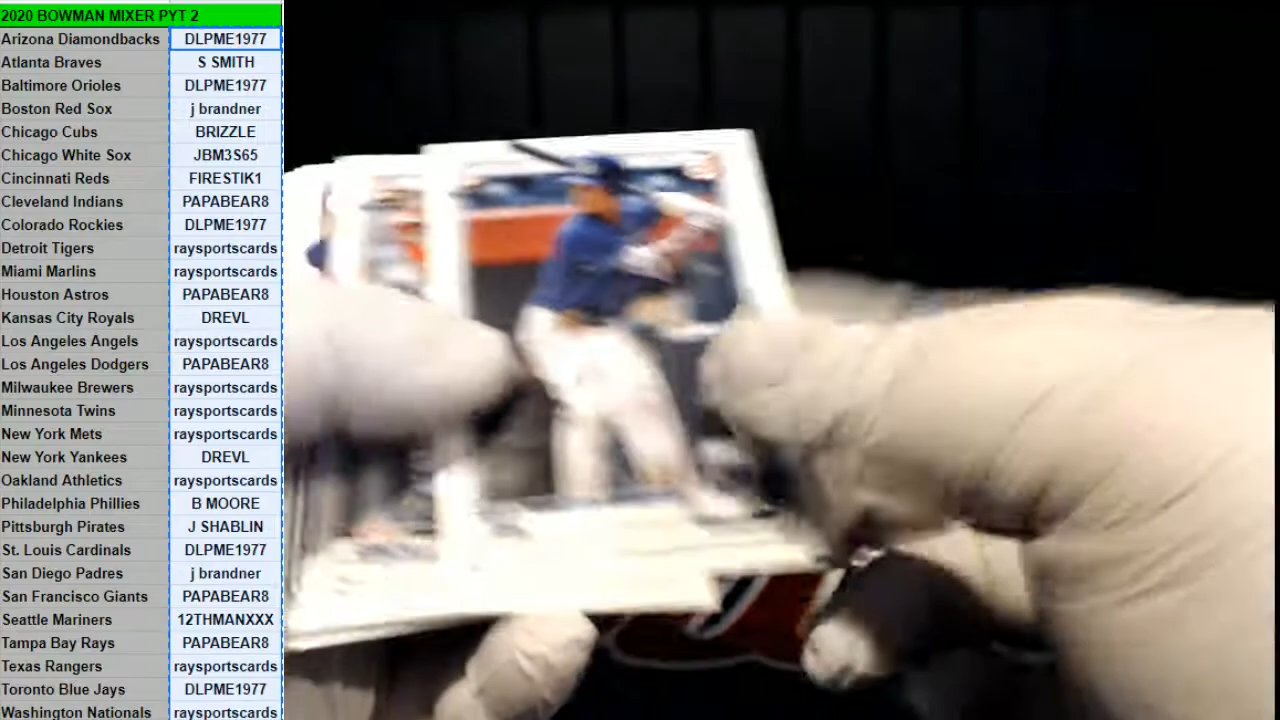 2020 BOWMAN MIXER PYT 2
Arizona Diamondbacks DLPME1977
Atlanta Braves S SMITH
Baltimore Orioles DLPME1977
Boston Red Sox j brandner
Chicago Cubs BRIZZLE
Chicago White Sox JBM3S65
Cincinnati Reds FIRESTIK1
Cleveland Indians PAPABEAR8
Colorado Rockies DLPME1977
Detroit Tigers raysportscards
Miami Marlins raysportscards
Houston Astros PAPABEAR8
Kansas City Royals DREVL
Los Angeles Angels raysportscards
Los Angeles Dodgers PAPABEAR8
Milwaukee Brewers raysportscards
Minnesota Twins raysportscards
New York Mets raysportscards
New York Yankees DREVL
Oakland Athletics raysportscards
Philadelphia Phillies B MOORE
Pittsburgh Pirates J SHABLIN
St. Louis Cardinals DLPME1977
San Diego Padres j brandner
San Francisco Giants PAPABEAR8
Seattle Mariners 12THMANXXX
Tampa Bay Rays PAPABEAR8
Texas Rangers raysportscards
Toronto Blue Jays DLPME1977
Washington Nationals raysportscards